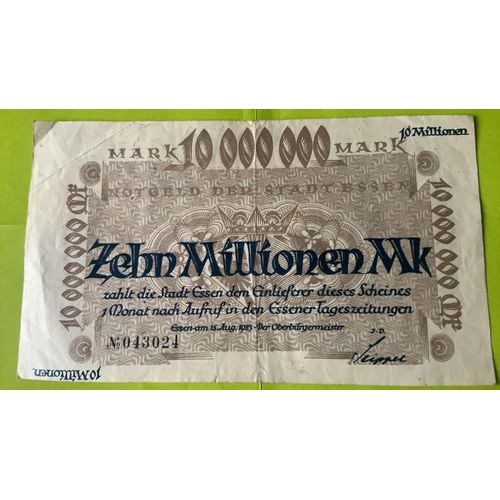 10 Millionen
MARK 10 000 000 MARK
NOTGELD DER STADT ESSEN
10 000 000 Mk
10 000 000 Mk
Zehn Millionen Mk
zahlt die Stadt Essen dem Einlieferer dieses Scheines
1 Monat nach Aufruf in den Essener Tageszeitungen
Essen·am 15. Aug. 1923·Der Oberbürgermeister
J·D.
№ 043024
10 Millionen